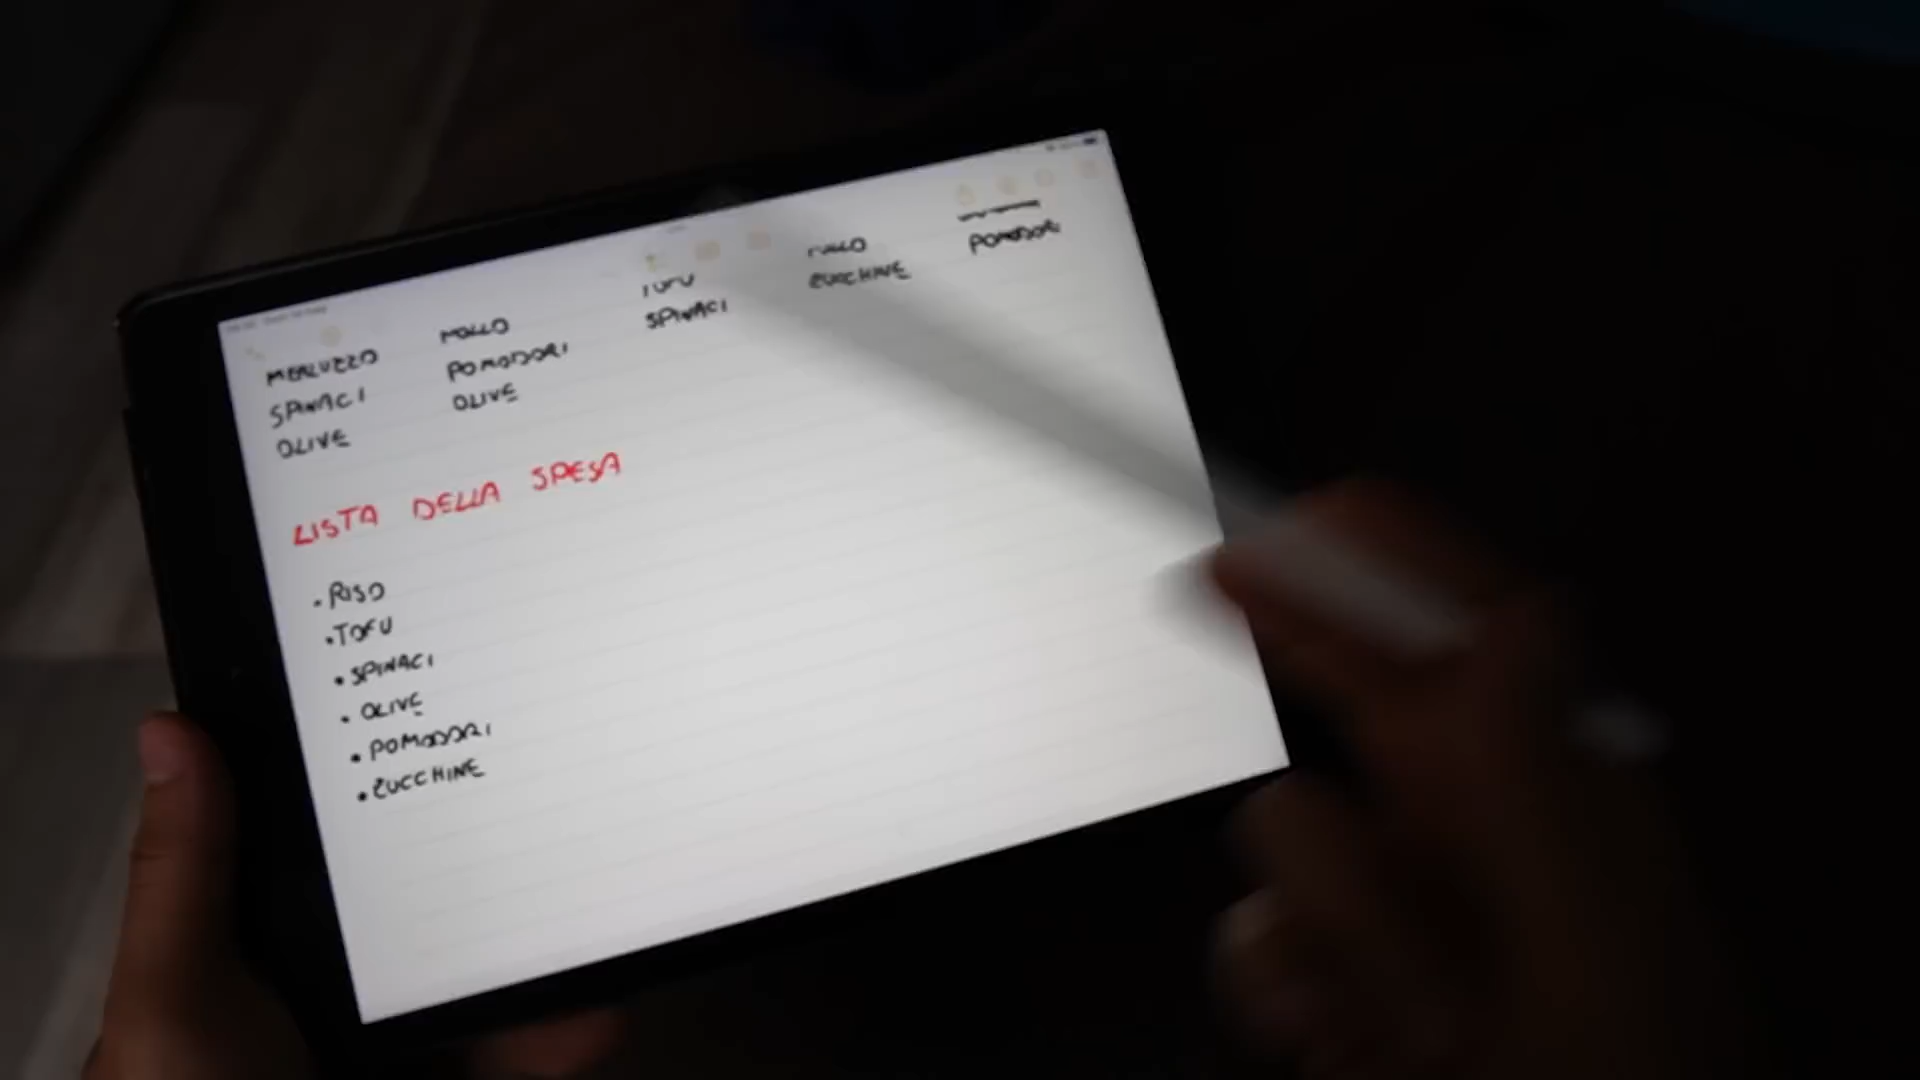 MERLUZZO
SPINACI
OLIVE
POLLO
POMODORI
OLIVE
TOFU
SPINACI
POLLO
ZUCCHINE
POMODORI
LISTA DELLA SPESA
• RISO
• TOFU
• SPINACI
• OLIVE
• POMODORI
• ZUCCHINE